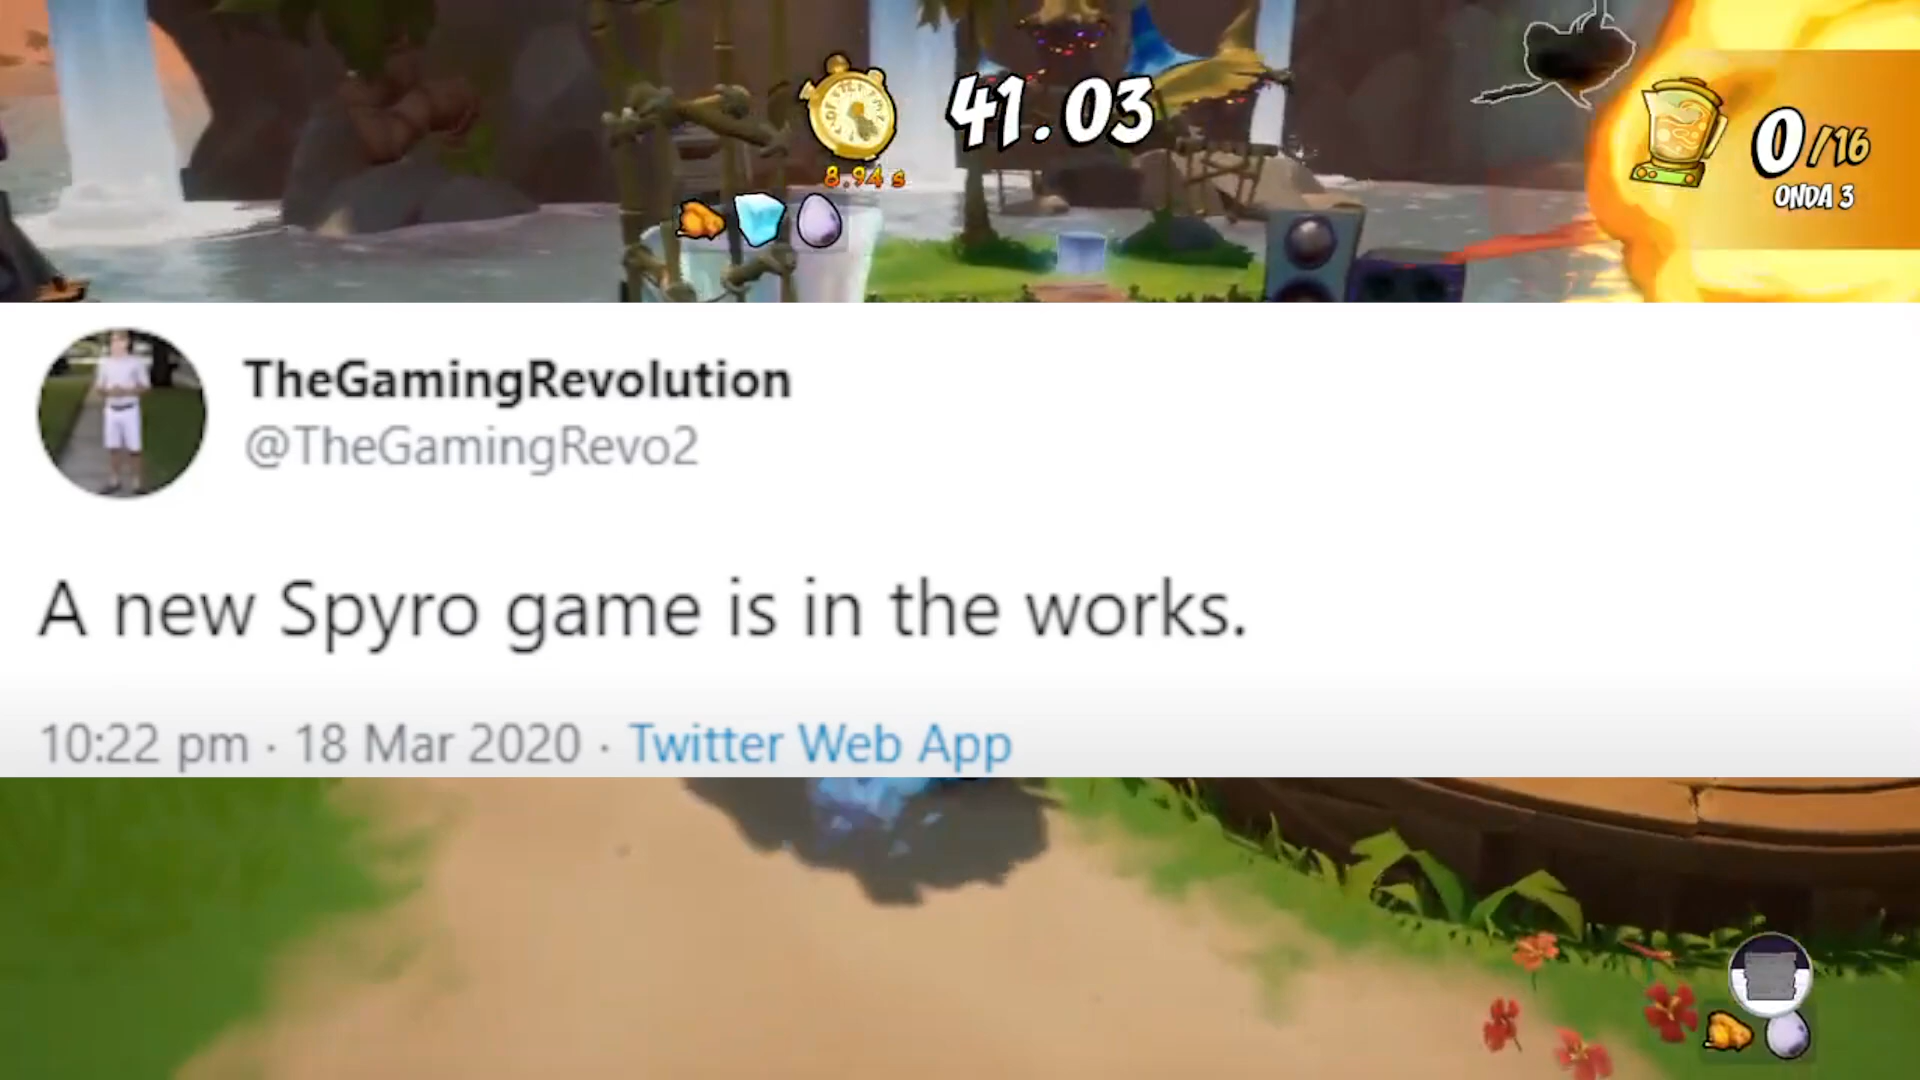 41.03
8.94 s
0/16
ONDA 3
TheGamingRevolution
@TheGamingRevo2
A new Spyro game is in the works.
10:22 pm · 18 Mar 2020 · Twitter Web App